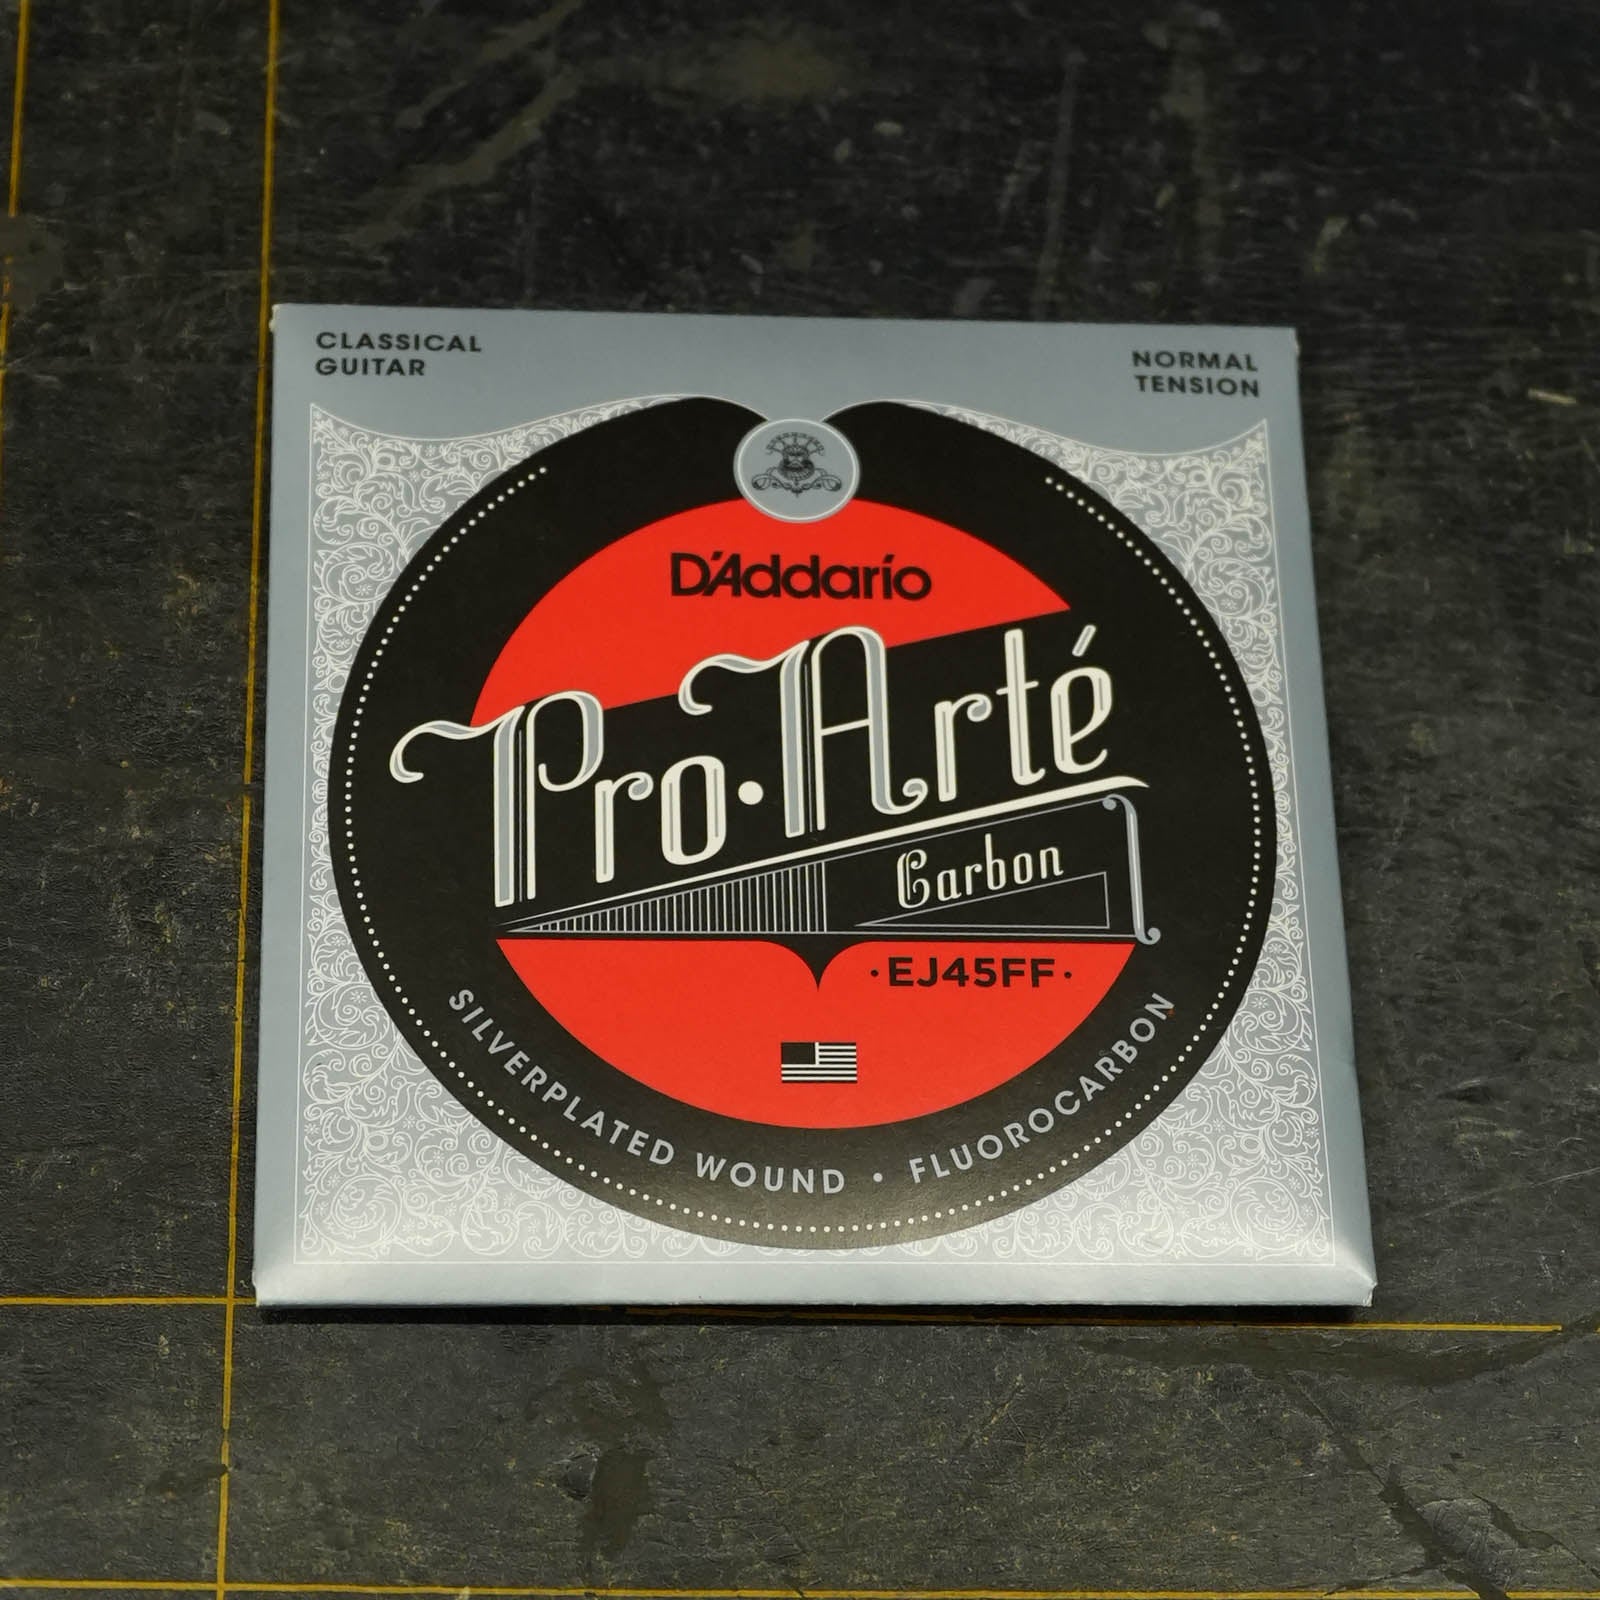 CLASSICAL
GUITAR
NORMAL
TENSION
D'Addario
Pro·Arté
Carbon
·EJ45FF·
SILVERPLATED WOUND • FLUOROCARBON